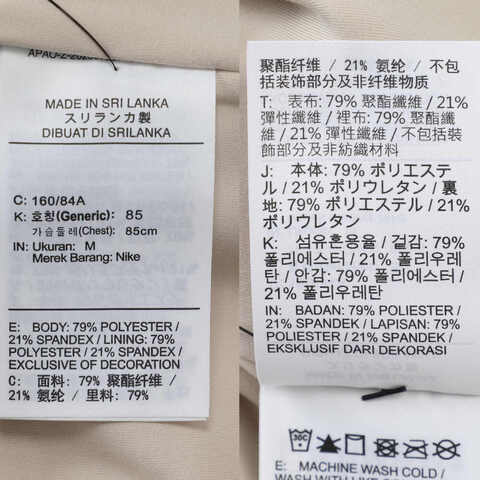 MADE IN SRI LANKA
スリランカ製
DIBUAT DI SRILANKA
C: 160/84A
K: 호칭(Generic): 85
가슴둘레(Chest): 85cm
IN: Ukuran: M
Merek Barang: Nike
E: BODY: 79% POLYESTER /
21% SPANDEX / LINING: 79%
POLYESTER / 21% SPANDEX /
EXCLUSIVE OF DECORATION
C: 面料: 79% 聚酯纤维 /
21% 氨纶 / 里料: 79%
聚酯纤维 / 21% 氨纶 / 不包
括装饰部分及非纤维物质
T: 表布: 79% 聚酯纖維 / 21%
彈性纖維 / 裡布: 79% 聚酯纖
維 / 21% 彈性纖維 / 不包括裝
飾部分及非紡織材料
J: 本体: 79% ポリエステ
ル / 21% ポリウレタン / 裏
地: 79% ポリエステル / 21%
ポリウレタン
K: 섬유혼용율 / 겉감: 79%
폴리에스터 / 21% 폴리우레
탄 / 안감: 79% 폴리에스터 /
21% 폴리우레탄
IN: BADAN: 79% POLIESTER /
21% SPANDEK / LAPISAN: 79%
POLIESTER / 21% SPANDEK /
EKSKLUSIF DARI DEKORASI
30C
E: MACHINE WASH COLD /